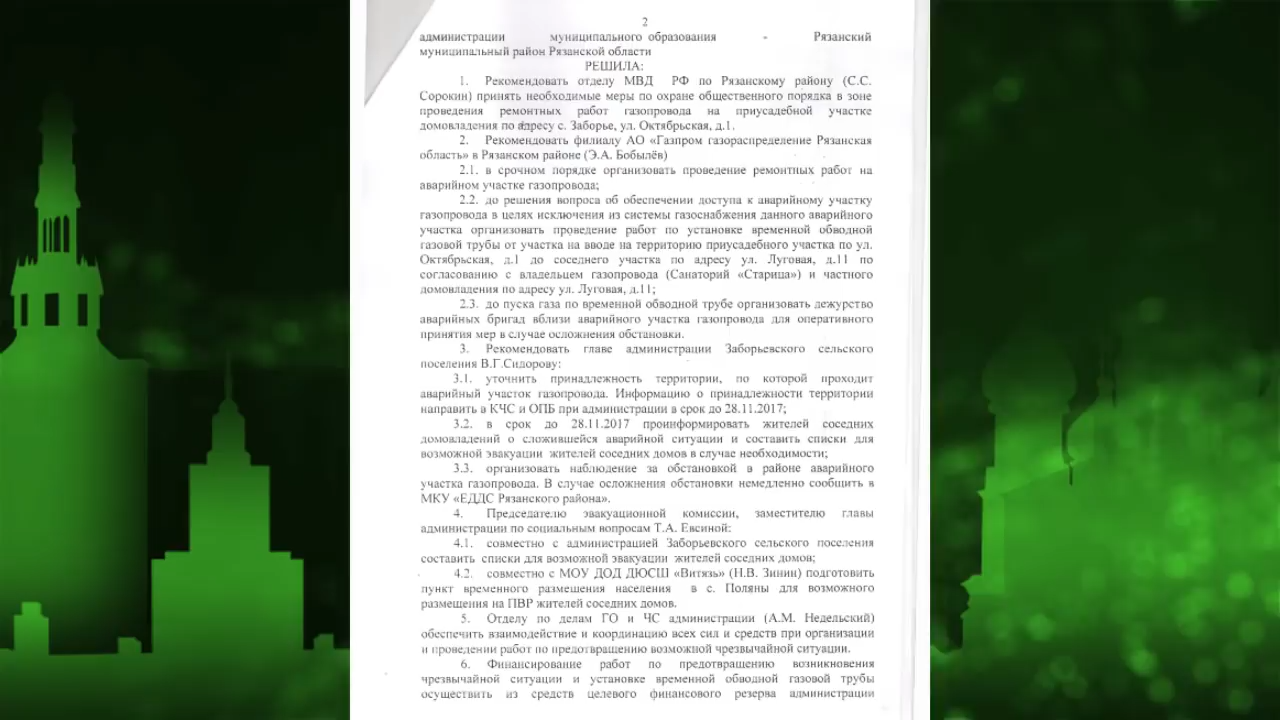 2
администрации муниципального образования - Рязанский
муниципальный район Рязанской области
РЕШИЛА:
1. Рекомендовать отделу МВД РФ по Рязанскому району (С.С.
Сорокин) принять необходимые меры по охране общественного порядка в зоне
проведения ремонтных работ газопровода на приусадебной участке
домовладения по адресу с. Заборье, ул. Октябрьская, д.1.
2. Рекомендовать филиалу АО «Газпром газораспределение Рязанская
область» в Рязанском районе (Э.А. Бобылёв)
2.1. в срочном порядке организовать проведение ремонтных работ на
аварийном участке газопровода;
2.2. до решения вопроса об обеспечении доступа к аварийному участку
газопровода в целях исключения из системы газоснабжения данного аварийного
участка организовать проведение работ по установке временной обводной
газовой трубы от участка на вводе на территорию приусадебного участка по ул.
Октябрьская, д.1 до соседнего участка по адресу ул. Луговая, д.11 по
согласованию с владельцем газопровода (Санаторий «Старица») и частного
домовладения по адресу ул. Луговая, д.11;
2.3. до пуска газа по временной обводной трубе организовать дежурство
аварийных бригад вблизи аварийного участка газопровода для оперативного
принятия мер в случае осложнения обстановки.
3. Рекомендовать главе администрации Заборьевского сельского
поселения В.Г.Сидорову:
3.1. уточнить принадлежность территории, по которой проходит
аварийный участок газопровода. Информацию о принадлежности территории
направить в КЧС и ОПБ при администрации в срок до 28.11.2017;
3.2. в срок до 28.11.2017 проинформировать жителей соседних
домовладений о сложившейся аварийной ситуации и составить списки для
возможной эвакуации жителей соседних домов в случае необходимости;
3.3. организовать наблюдение за обстановкой в районе аварийного
участка газопровода. В случае осложнения обстановки немедленно сообщить в
МКУ «ЕДДС Рязанского района».
4. Председателю эвакуационной комиссии, заместителю главы
администрации по социальным вопросам Т.А. Евсиной:
4.1. совместно с администрацией Заборьевского сельского поселения
составить списки для возможной эвакуации жителей соседних домов;
4.2. совместно с МОУ ДОД ДЮСШ «Витязь» (Н.В. Зинин) подготовить
пункт временного размещения населения в с. Поляны для возможного
размещения на ПВР жителей соседних домов.
5. Отделу по делам ГО и ЧС администрации (А.М. Недельский)
обеспечить взаимодействие и координацию всех сил и средств при организации
и проведении работ по предотвращению возможной чрезвычайной ситуации.
6. Финансирование работ по предотвращению возникновения
чрезвычайной ситуации и установке временной обводной газовой трубы
осуществить из средств целевого финансового резерва администрации